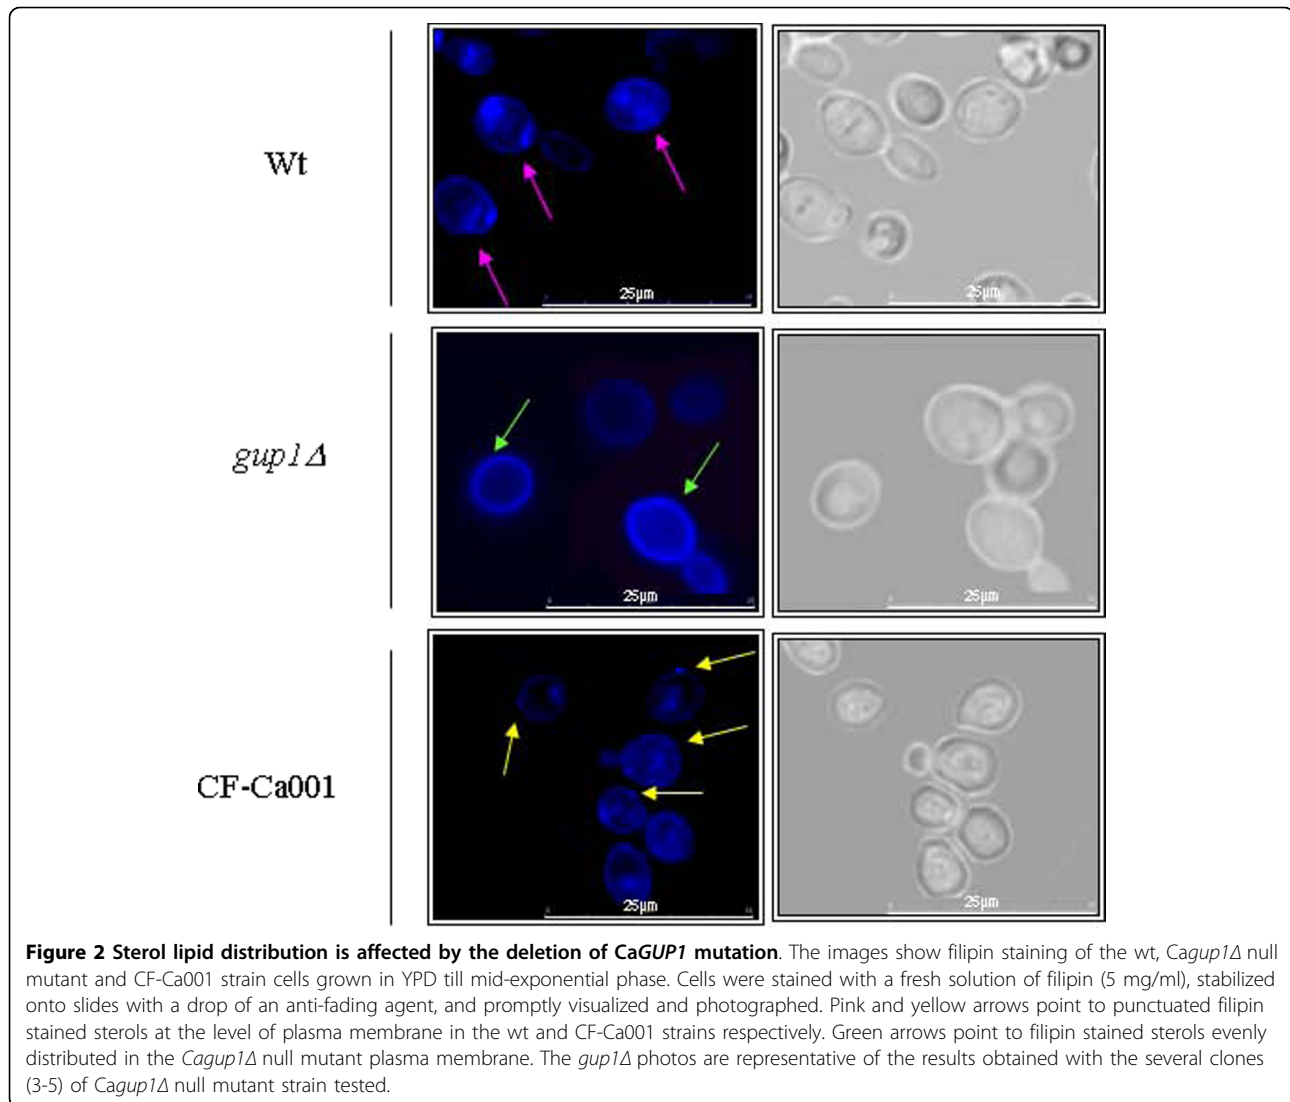 Wt
25µm
25µm
gup1Δ
25µm
25µm
CF-Ca001
25µm
25µm
Figure 2 Sterol lipid distribution is affected by the deletion of CaGUP1 mutation. The images show filipin staining of the wt, Cagup1Δ null
mutant and CF-Ca001 strain cells grown in YPD till mid-exponential phase. Cells were stained with a fresh solution of filipin (5 mg/ml), stabilized
onto slides with a drop of an anti-fading agent, and promptly visualized and photographed. Pink and yellow arrows point to punctuated filipin
stained sterols at the level of plasma membrane in the wt and CF-Ca001 strains respectively. Green arrows point to filipin stained sterols evenly
distributed in the Cagup1Δ null mutant plasma membrane. The gup1Δ photos are representative of the results obtained with the several clones
(3-5) of Cagup1Δ null mutant strain tested.